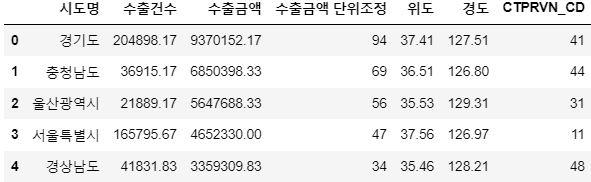 시도명 수출건수 수출금액 수출금액 단위조정 위도 경도 CTPRVN_CD
0 경기도 204898.17 9370152.17 94 37.41 127.51 41
1 충청남도 36915.17 6850398.33 69 36.51 126.80 44
2 울산광역시 21889.17 5647688.33 56 35.53 129.31 31
3 서울특별시 165795.67 4652330.00 47 37.56 126.97 11
4 경상남도 41831.83 3359309.83 34 35.46 128.21 48